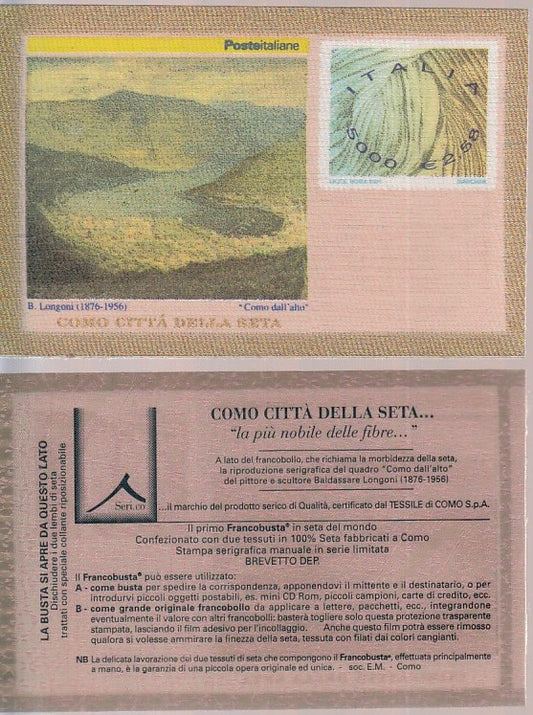 Posteitaliane
ITALIA
5000 €2,58
B. Longoni (1876-1956) "Como dall'alto"
COMO CITTÀ DELLA SETA
LA BUSTA SI APRE DA QUESTO LATO
Dischiudere i due lembi di seta
trattati con speciale collante riposizionabile
Seri.co
COMO CITTÀ DELLA SETA...
"la più nobile delle fibre..."
A lato del francobollo, che richiama la morbidezza della seta,
la riproduzione serigrafica del quadro "Como dall'alto"
del pittore e scultore Baldassare Longoni (1876-1956)
...il marchio del prodotto serico di Qualità, certificato dal TESSILE di COMO S.p.A.
Il primo Francobusta® in seta del mondo
Confezionato con due tessuti in 100% Seta fabbricati a Como
Stampa serigrafica manuale in serie limitata
BREVETTO DEP.
Il Francobusta® può essere utilizzato:
A - come busta per spedire la corrispondenza, apponendovi il mittente e il destinatario, o per
introdurvi piccoli oggetti postabili, es. mini CD Rom, piccoli campioni, carte di credito, ecc.
B - come grande originale francobollo da applicare a lettere, pacchetti, ecc., integrandone
eventualmente il valore con altri francobolli: basterà togliere solo questa protezione trasparente
stampata, lasciando il film adesivo per l'incollaggio. Anche questo film potrà essere rimosso
qualora si volesse ammirare la finezza della seta, tessuta con filati dai colori cangianti.
NB La delicata lavorazione dei due tessuti di seta che compongono il Francobusta®, effettuata principalmente
a mano, è la garanzia di una piccola opera originale ed unica. - soc. E.M. - Como